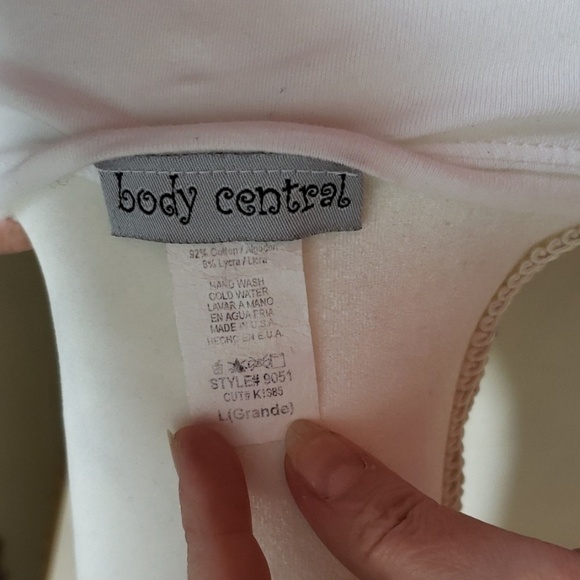 body central
92% Cotton / Algodon
8% Lycra / Licra
HAND WASH
COLD WATER
LAVAR A MANO
EN AGUA FRIA
MADE IN U.S.A.
HECHO EN E.U.A.
STYLE# 9051
CUT# K1585
L(Grande)